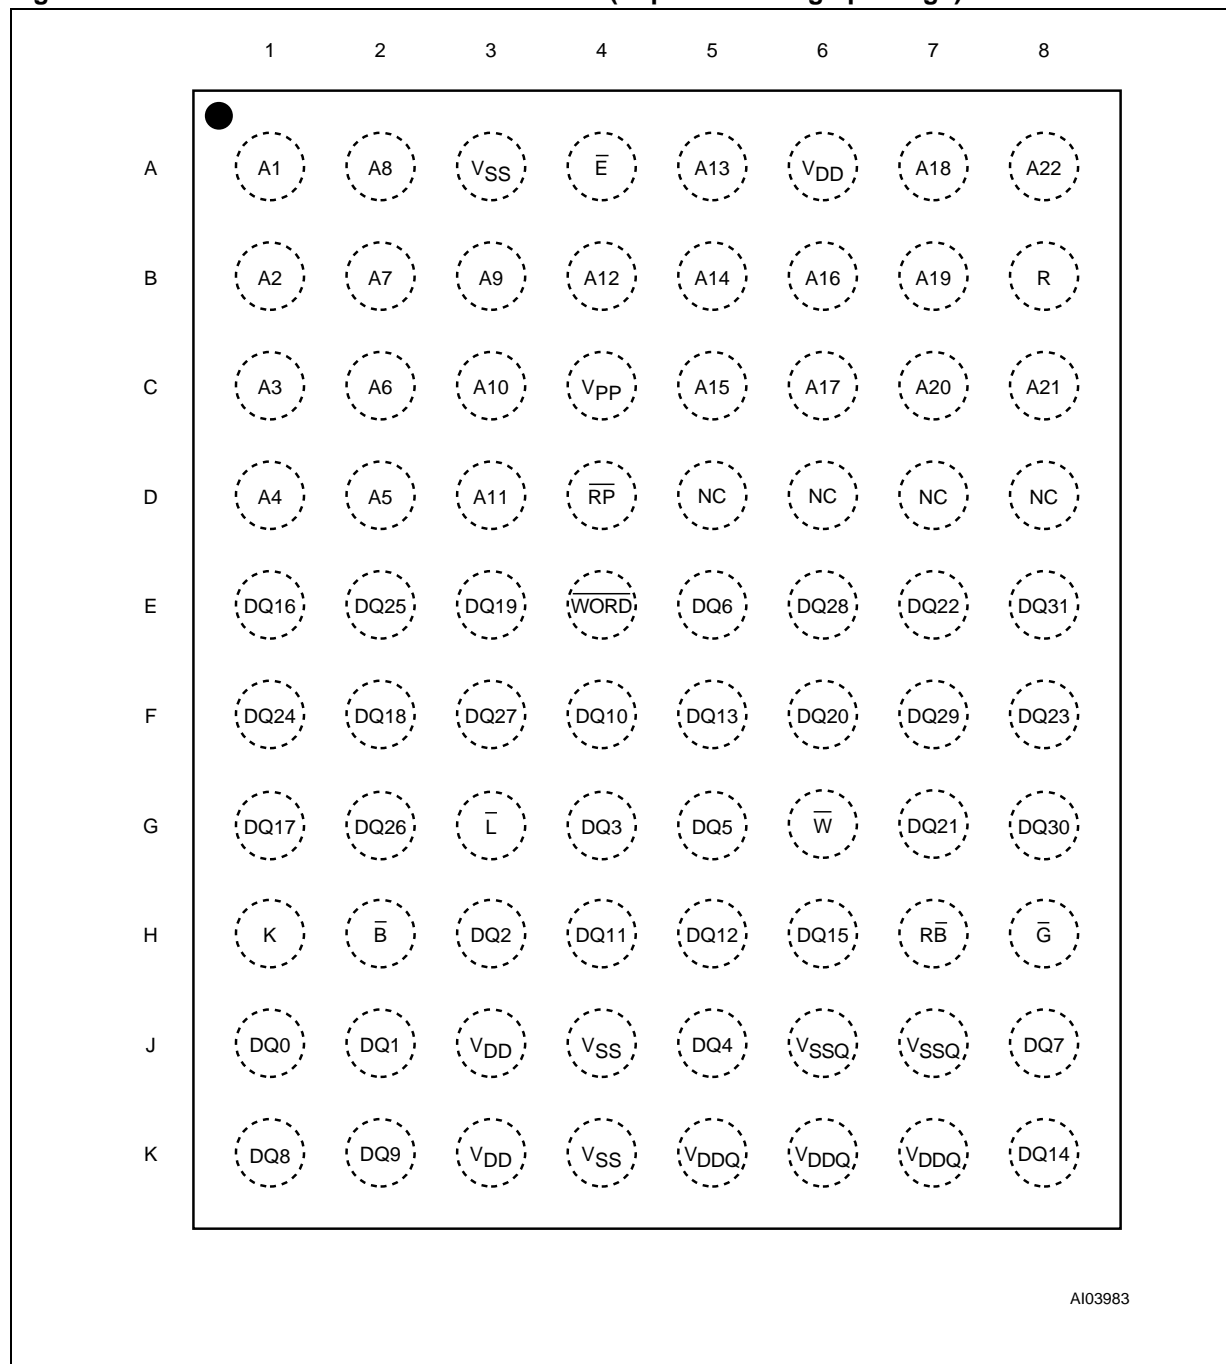 1 2 3 4 5 6 7 8
A A1 A8 VSS E̅ A13 VDD A18 A22
B A2 A7 A9 A12 A14 A16 A19 R
C A3 A6 A10 VPP A15 A17 A20 A21
D A4 A5 A11 R̅P̅ NC NC NC NC
E DQ16 DQ25 DQ19 W̅O̅R̅D̅ DQ6 DQ28 DQ22 DQ31
F DQ24 DQ18 DQ27 DQ10 DQ13 DQ20 DQ29 DQ23
G DQ17 DQ26 L̅ DQ3 DQ5 W̅ DQ21 DQ30
H K B̅ DQ2 DQ11 DQ12 DQ15 RB̅ G̅
J DQ0 DQ1 VDD VSS DQ4 VSSQ VSSQ DQ7
K DQ8 DQ9 VDD VSS VDDQ VDDQ VDDQ DQ14
AI03983